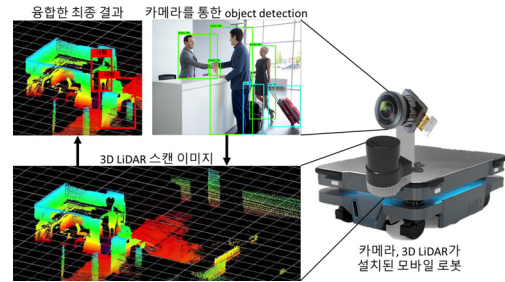 융합한 최종 결과
카메라를 통한 object detection
3D LiDAR 스캔 이미지
카메라, 3D LiDAR가
설치된 모바일 로봇